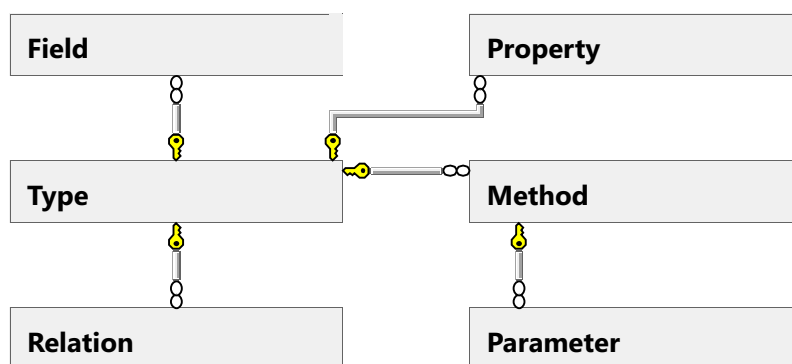 Field
Property
Type
Method
Relation
Parameter